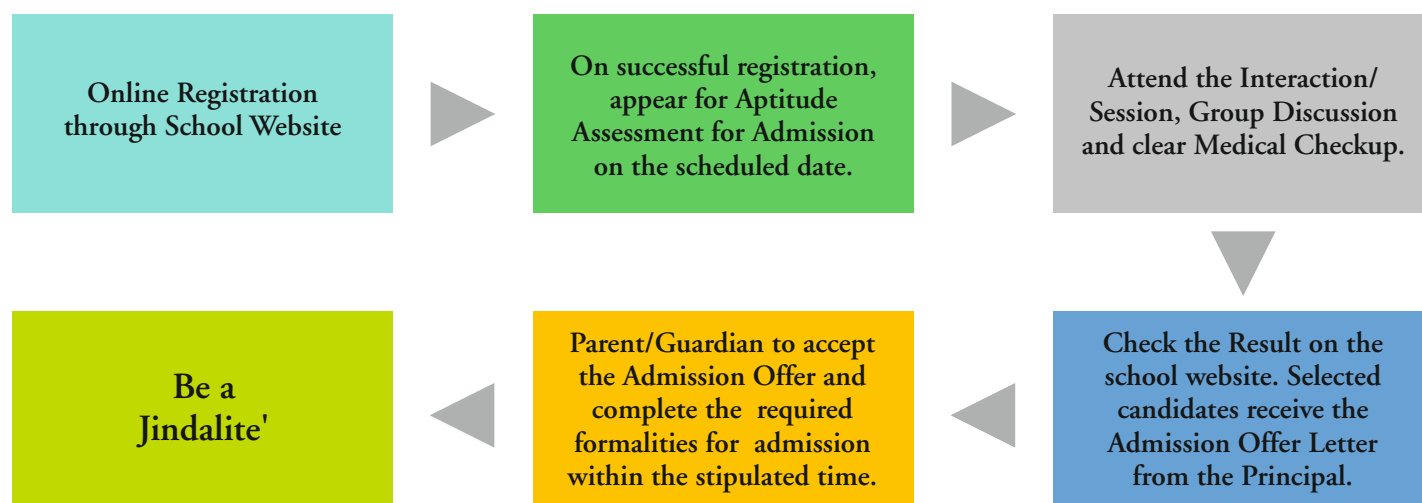 Online Registration
through School Website
On successful registration,
appear for Aptitude
Assessment for Admission
on the scheduled date.
Attend the Interaction/
Session, Group Discussion
and clear Medical Checkup.
Check the Result on the
school website. Selected
candidates receive the
Admission Offer Letter
from the Principal.
Parent/Guardian to accept
the Admission Offer and
complete the required
formalities for admission
within the stipulated time.
Be a
Jindalite'